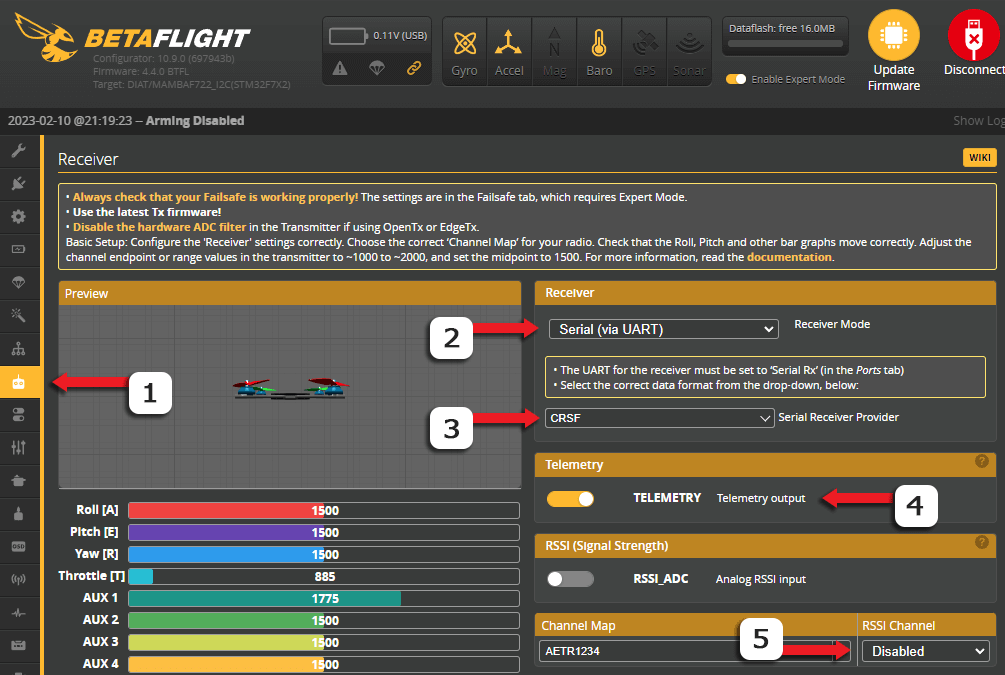 BETAFLIGHT
Configurator: 10.9.0 (697943b)
Firmware: 4.4.0 BTFL
Target: DIAT/MAMBAF722_I2C(STM32F7X2)
0.11V (USB)
Gyro
Accel
N
Mag
Baro
GPS
Sonar
Dataflash: free 16.0MB
Enable Expert Mode
Update
Firmware
Disconnect
2023-02-10 @21:19:23 -- Arming Disabled
Show Log
Receiver
WIKI
• Always check that your Failsafe is working properly! The settings are in the Failsafe tab, which requires Expert Mode.
• Use the latest Tx firmware!
• Disable the hardware ADC filter in the Transmitter if using OpenTx or EdgeTx.
Basic Setup: Configure the 'Receiver' settings correctly. Choose the correct 'Channel Map' for your radio. Check that the Roll, Pitch and other bar graphs move correctly. Adjust the
channel endpoint or range values in the transmitter to ~1000 to ~2000, and set the midpoint to 1500. For more information, read the documentation.
Preview
1
Roll [A] 1500
Pitch [E] 1500
Yaw [R] 1500
Throttle [T] 885
AUX 1 1775
AUX 2 1500
AUX 3 1500
AUX 4 1500
Receiver
2
Serial (via UART) Receiver Mode
• The UART for the receiver must be set to 'Serial Rx' (in the Ports tab)
• Select the correct data format from the drop-down, below:
3
CRSF Serial Receiver Provider
Telemetry ?
TELEMETRY Telemetry output
4
RSSI (Signal Strength) ?
RSSI_ADC Analog RSSI input
Channel Map
AETR1234
5
RSSI Channel
Disabled
OSD